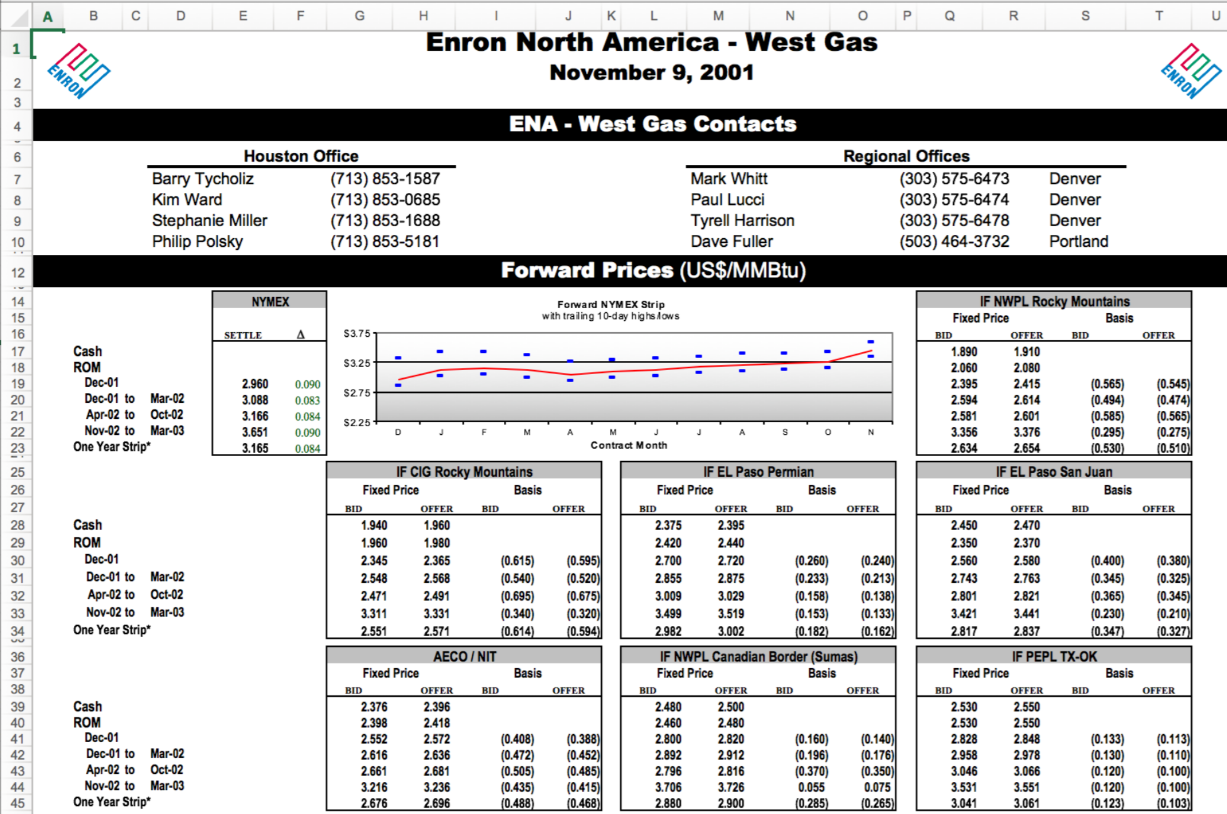 A B C D E F G H I J K L M N O P Q R S T U
1 Enron North America - West Gas
ENRON ENRON
2 November 9, 2001
3
4 ENA - West Gas Contacts
6 Houston Office Regional Offices
7 Barry Tycholiz (713) 853-1587 Mark Whitt (303) 575-6473 Denver
8 Kim Ward (713) 853-0685 Paul Lucci (303) 575-6474 Denver
9 Stephanie Miller (713) 853-1688 Tyrell Harrison (303) 575-6478 Denver
10 Philip Polsky (713) 853-5181 Dave Fuller (503) 464-3732 Portland
12 Forward Prices (US$/MMBtu)
14 NYMEX Forward NYMEX Strip IF NWPL Rocky Mountains
15 with trailing 10-day highs/lows Fixed Price Basis
16 SETTLE Δ $3.75 BID OFFER BID OFFER
17 Cash 1.890 1.910
18 ROM $3.25 2.060 2.080
19 Dec-01 2.960 0.090 2.395 2.415 (0.565) (0.545)
20 Dec-01 to Mar-02 3.088 0.083 $2.75 2.594 2.614 (0.494) (0.474)
21 Apr-02 to Oct-02 3.166 0.084 $2.25 2.581 2.601 (0.585) (0.565)
22 Nov-02 to Mar-03 3.651 0.090 D J F M A M J J A S O N 3.356 3.376 (0.295) (0.275)
23 One Year Strip* 3.165 0.084 Contract Month 2.634 2.654 (0.530) (0.510)
25 IF CIG Rocky Mountains IF EL Paso Permian IF EL Paso San Juan
26 Fixed Price Basis Fixed Price Basis Fixed Price Basis
27 BID OFFER BID OFFER BID OFFER BID OFFER BID OFFER BID OFFER
28 Cash 1.940 1.960 2.375 2.395 2.450 2.470
29 ROM 1.960 1.980 2.420 2.440 2.350 2.370
30 Dec-01 2.345 2.365 (0.615) (0.595) 2.700 2.720 (0.260) (0.240) 2.560 2.580 (0.400) (0.380)
31 Dec-01 to Mar-02 2.548 2.568 (0.540) (0.520) 2.855 2.875 (0.233) (0.213) 2.743 2.763 (0.345) (0.325)
32 Apr-02 to Oct-02 2.471 2.491 (0.695) (0.675) 3.009 3.029 (0.158) (0.138) 2.801 2.821 (0.365) (0.345)
33 Nov-02 to Mar-03 3.311 3.331 (0.340) (0.320) 3.499 3.519 (0.153) (0.133) 3.421 3.441 (0.230) (0.210)
34 One Year Strip* 2.551 2.571 (0.614) (0.594) 2.982 3.002 (0.182) (0.162) 2.817 2.837 (0.347) (0.327)
36 AECO / NIT IF NWPL Canadian Border (Sumas) IF PEPL TX-OK
37 Fixed Price Basis Fixed Price Basis Fixed Price Basis
38 BID OFFER BID OFFER BID OFFER BID OFFER BID OFFER BID OFFER
39 Cash 2.376 2.396 2.480 2.500 2.530 2.550
40 ROM 2.398 2.418 2.460 2.480 2.530 2.550
41 Dec-01 2.552 2.572 (0.408) (0.388) 2.800 2.820 (0.160) (0.140) 2.828 2.848 (0.133) (0.113)
42 Dec-01 to Mar-02 2.616 2.636 (0.472) (0.452) 2.892 2.912 (0.196) (0.176) 2.958 2.978 (0.130) (0.110)
43 Apr-02 to Oct-02 2.661 2.681 (0.505) (0.485) 2.796 2.816 (0.370) (0.350) 3.046 3.066 (0.120) (0.100)
44 Nov-02 to Mar-03 3.216 3.236 (0.435) (0.415) 3.706 3.726 0.055 0.075 3.531 3.551 (0.120) (0.100)
45 One Year Strip* 2.676 2.696 (0.488) (0.468) 2.880 2.900 (0.285) (0.265) 3.041 3.061 (0.123) (0.103)